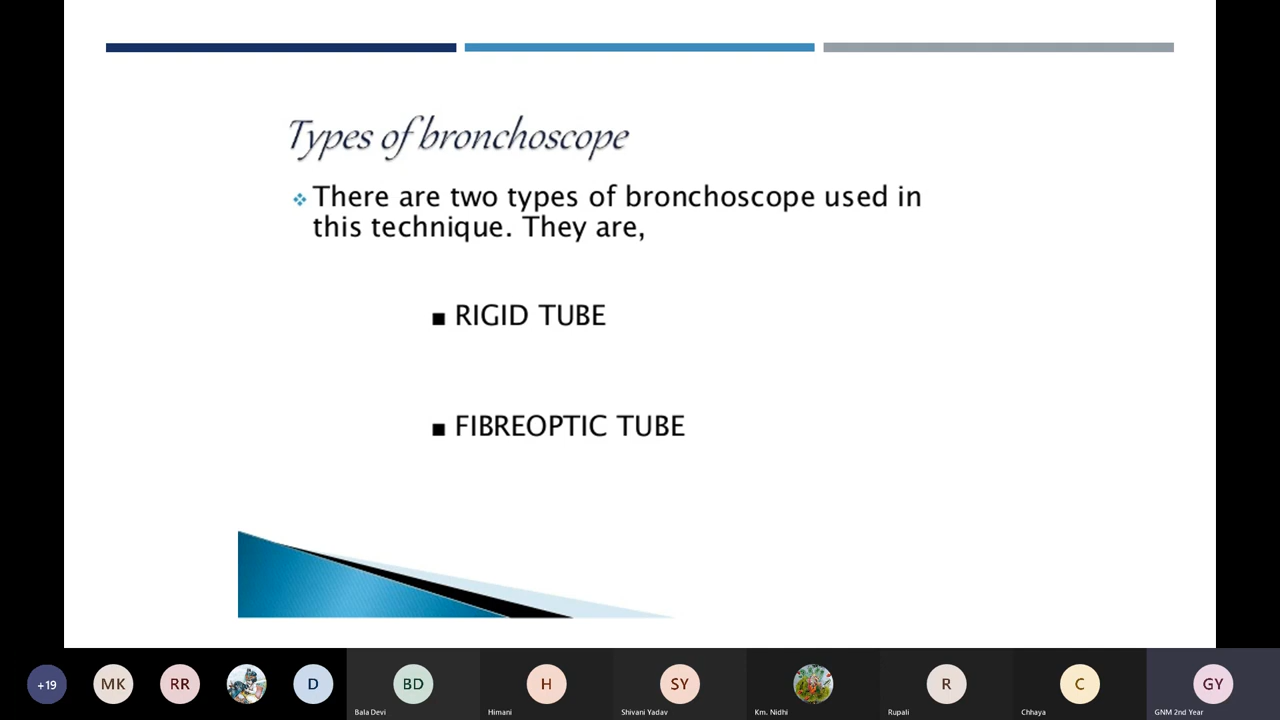 Types of bronchoscope
There are two types of bronchoscope used in
this technique. They are,
RIGID TUBE
FIBREOPTIC TUBE
+19
MK
RR
D
BD
H
SY
R
C
GY
Bala Devi
Himani
Shivani Yadav
Km. Nidhi
Rupali
Chhaya
GNM 2nd Year